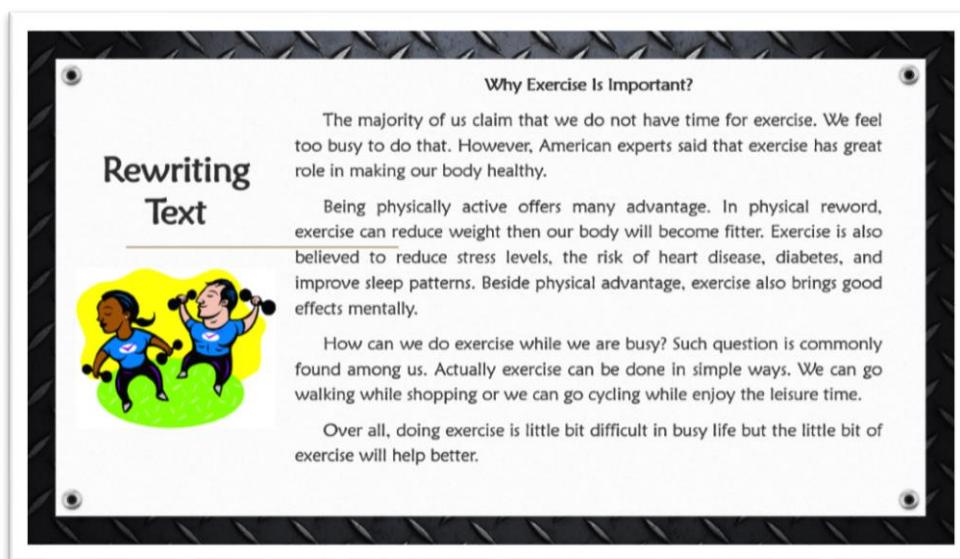 Rewriting
Text
Why Exercise Is Important?
The majority of us claim that we do not have time for exercise. We feel
too busy to do that. However, American experts said that exercise has great
role in making our body healthy.
Being physically active offers many advantage. In physical reword,
exercise can reduce weight then our body will become fitter. Exercise is also
believed to reduce stress levels, the risk of heart disease, diabetes, and
improve sleep patterns. Beside physical advantage, exercise also brings good
effects mentally.
How can we do exercise while we are busy? Such question is commonly
found among us. Actually exercise can be done in simple ways. We can go
walking while shopping or we can go cycling while enjoy the leisure time.
Over all, doing exercise is little bit difficult in busy life but the little bit of
exercise will help better.